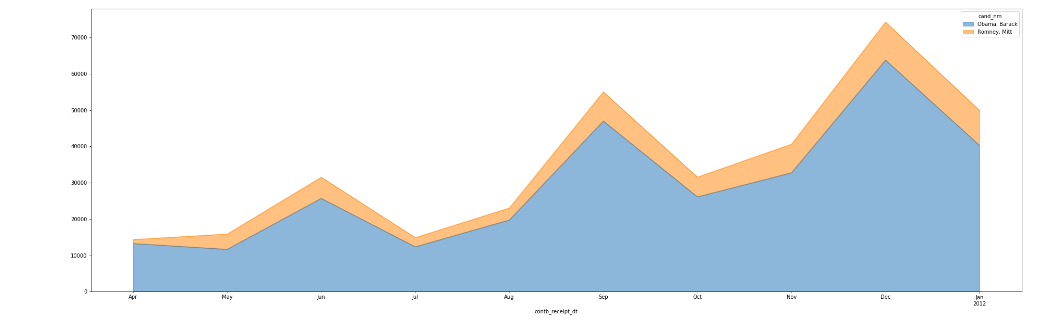 cand_nm
Obama, Barack
Romney, Mitt
70000
60000
50000
40000
30000
20000
10000
0
Apr May Jun Jul Aug Sep Oct Nov Dec Jan
2012
contb_receipt_dt